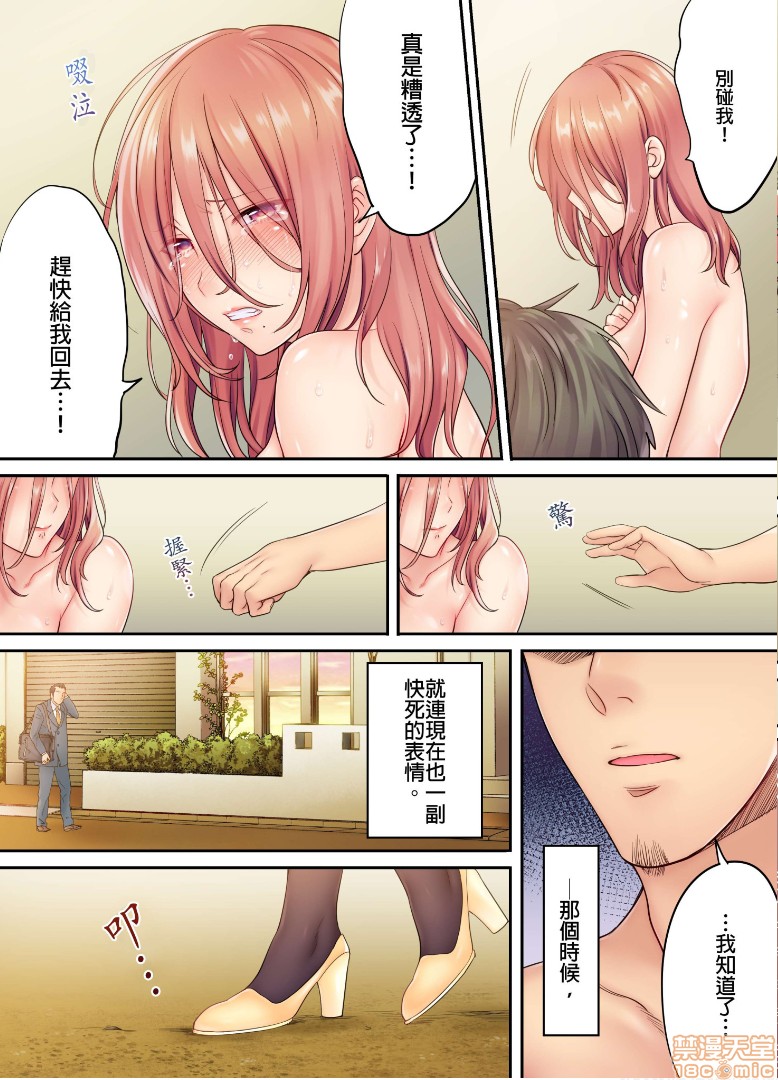 別碰我！
真是糟透了…！
啜泣
趕快給我回去…！
驚
握緊…
…我知道了…。
—那個時候，
就連現在也一副
快死的表情。
叩…
禁漫天堂
18comic